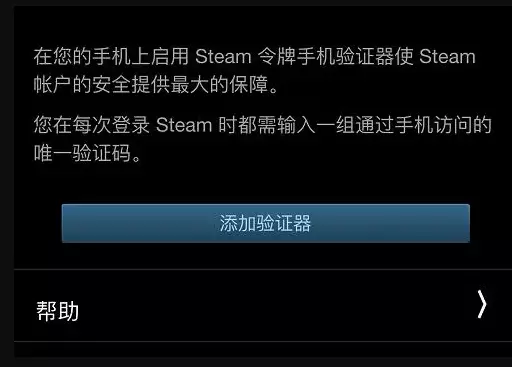 在您的手机上启用 Steam 令牌手机验证器使 Steam
帐户的安全提供最大的保障。
您在每次登录 Steam 时都需输入一组通过手机访问的
唯一验证码。
添加验证器
帮助